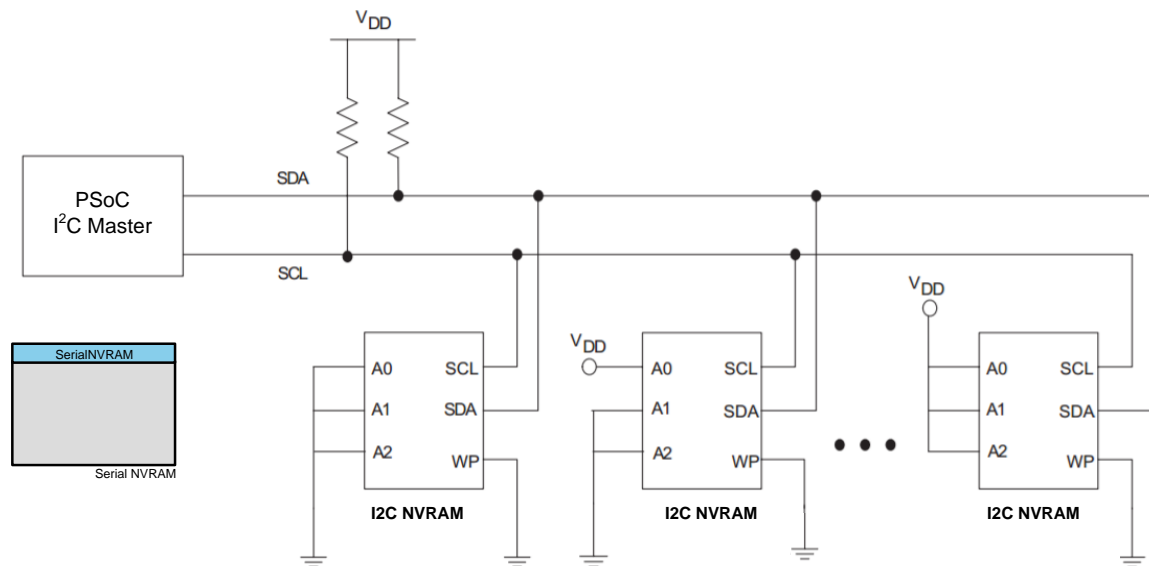 VDD
SDA
PSoC
I2C Master
SCL
VDD
SerialNVRAM
VDD
A0 SCL
A0 SCL
A0 SCL
A1 SDA
A1 SDA
A1 SDA
A2 WP
A2 WP
A2 WP
Serial NVRAM
I2C NVRAM
I2C NVRAM
I2C NVRAM